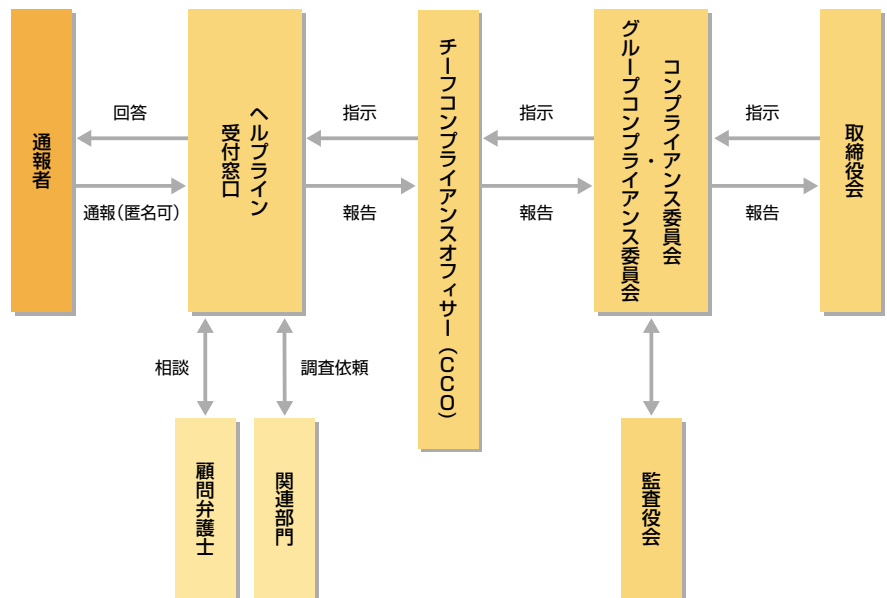 通報者
回答
通報（匿名可）
ヘルプライン
受付窓口
指示
報告
チーフコンプライアンスオフィサー（CCO）
指示
報告
コンプライアンス委員会
・
グループコンプライアンス委員会
指示
報告
取締役会
相談
調査依頼
顧問弁護士
関連部門
監査役会